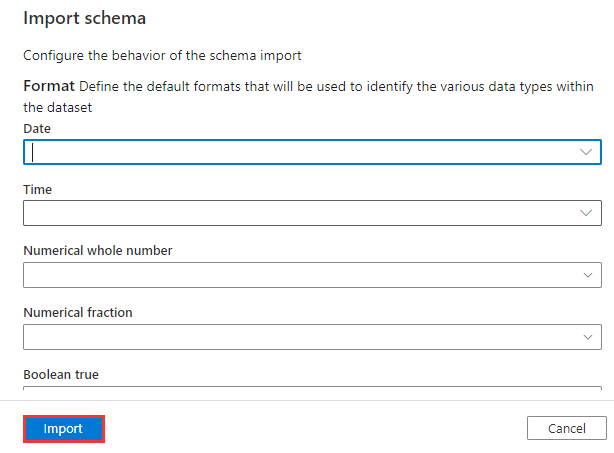 Import schema
Configure the behavior of the schema import
Format Define the default formats that will be used to identify the various data types within
the dataset
Date
Time
Numerical whole number
Numerical fraction
Boolean true
Import
Cancel